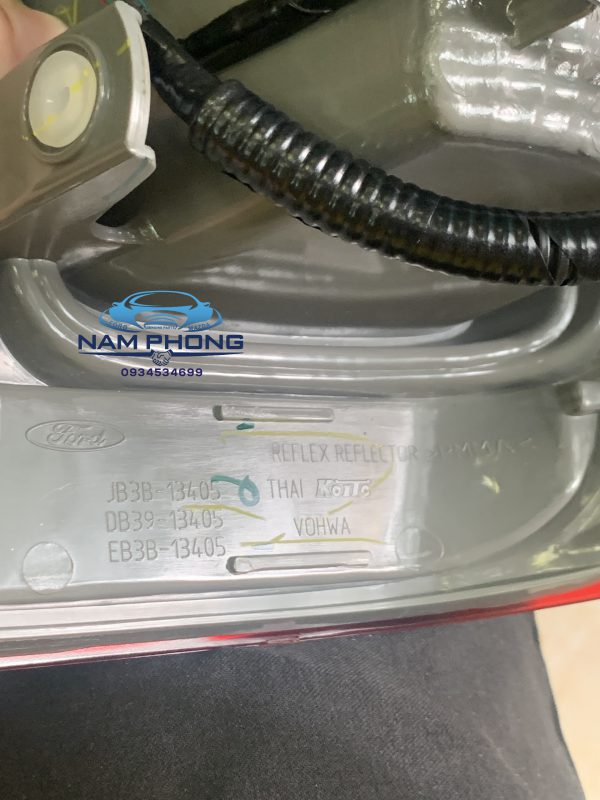 NAM PHONG
0934534699
Ford
REFLEX REFLECTOR
JB3B-13405 THAI KOITO
DB39-13405 VOHWA
EB3B-13405